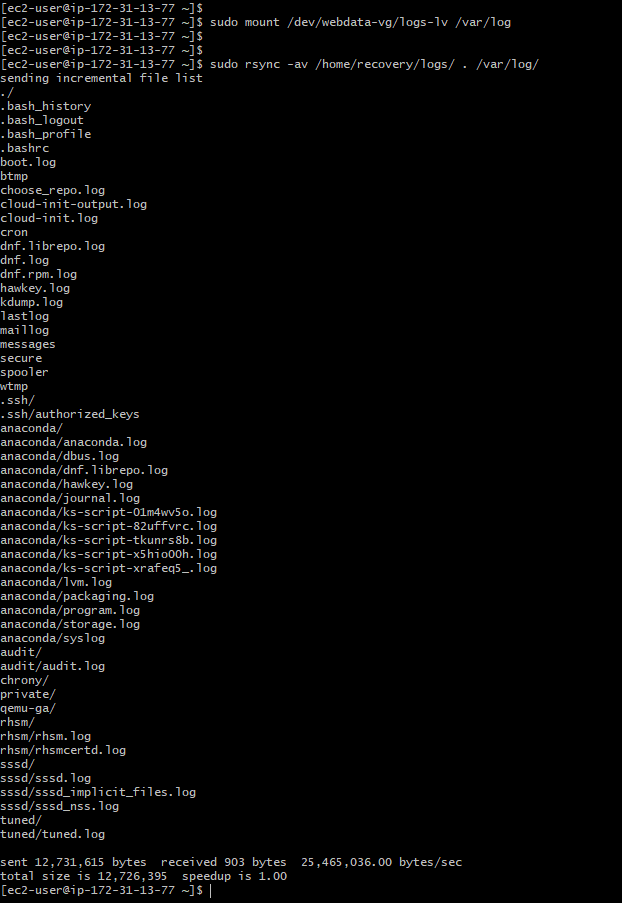 [ec2-user@ip-172-31-13-77 ~]$
[ec2-user@ip-172-31-13-77 ~]$ sudo mount /dev/webdata-vg/logs-lv /var/log
[ec2-user@ip-172-31-13-77 ~]$
[ec2-user@ip-172-31-13-77 ~]$
[ec2-user@ip-172-31-13-77 ~]$ sudo rsync -av /home/recovery/logs/ . /var/log/
sending incremental file list
./
.bash_history
.bash_logout
.bash_profile
.bashrc
boot.log
btmp
choose_repo.log
cloud-init-output.log
cloud-init.log
cron
dnf.librepo.log
dnf.log
dnf.rpm.log
hawkey.log
kdump.log
lastlog
maillog
messages
secure
spooler
wtmp
.ssh/
.ssh/authorized_keys
anaconda/
anaconda/anaconda.log
anaconda/dbus.log
anaconda/dnf.librepo.log
anaconda/hawkey.log
anaconda/journal.log
anaconda/ks-script-01m4wv5o.log
anaconda/ks-script-82uffvrc.log
anaconda/ks-script-tkunrs8b.log
anaconda/ks-script-x5hio00h.log
anaconda/ks-script-xrafeq5_.log
anaconda/lvm.log
anaconda/packaging.log
anaconda/program.log
anaconda/storage.log
anaconda/syslog
audit/
audit/audit.log
chrony/
private/
qemu-ga/
rhsm/
rhsm/rhsm.log
rhsm/rhsmcertd.log
sssd/
sssd/sssd.log
sssd/sssd_implicit_files.log
sssd/sssd_nss.log
tuned/
tuned/tuned.log
sent 12,731,615 bytes  received 903 bytes  25,465,036.00 bytes/sec
total size is 12,726,395  speedup is 1.00
[ec2-user@ip-172-31-13-77 ~]$